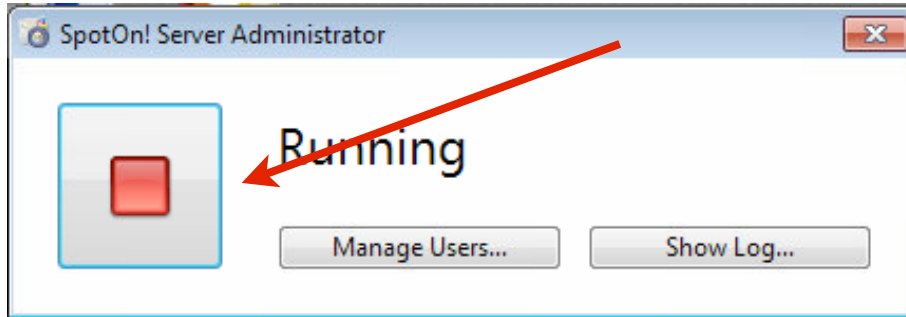 SpotOn! Server Administrator
Running
Manage Users...
Show Log...